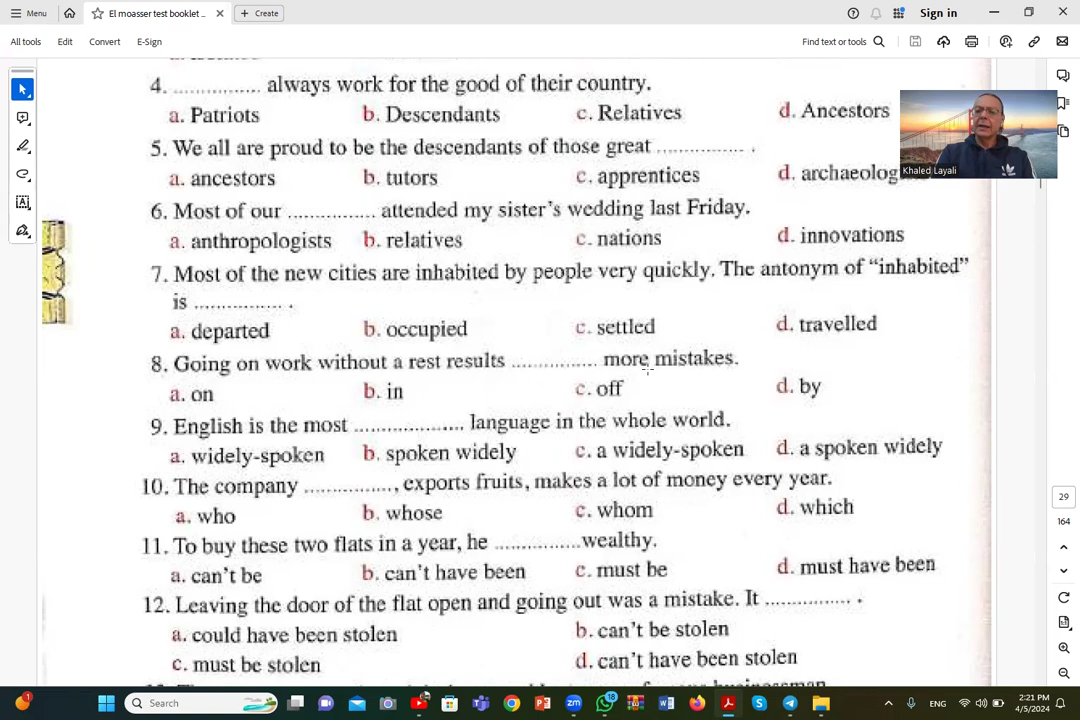 Menu
El moasser test booklet ...
Create
Sign in
All tools
Edit
Convert
E-Sign
Find text or tools
4. ............... always work for the good of their country.
a. Patriots b. Descendants c. Relatives d. Ancestors
5. We all are proud to be the descendants of those great ............... .
a. ancestors b. tutors c. apprentices d. archaeolog
Khaled Layali
6. Most of our ............... attended my sister's wedding last Friday.
a. anthropologists b. relatives c. nations d. innovations
7. Most of the new cities are inhabited by people very quickly. The antonym of "inhabited"
is ............... .
a. departed b. occupied c. settled d. travelled
8. Going on work without a rest results ............... more mistakes.
a. on b. in c. off d. by
9. English is the most ................... language in the whole world.
a. widely-spoken b. spoken widely c. a widely-spoken d. a spoken widely
10. The company ..............., exports fruits, makes a lot of money every year.
a. who b. whose c. whom d. which
11. To buy these two flats in a year, he ...............wealthy.
a. can't be b. can't have been c. must be d. must have been
12. Leaving the door of the flat open and going out was a mistake. It ............... .
a. could have been stolen b. can't be stolen
c. must be stolen d. can't have been stolen
29
164
Search
18
1
ENG
2:21 PM
4/5/2024